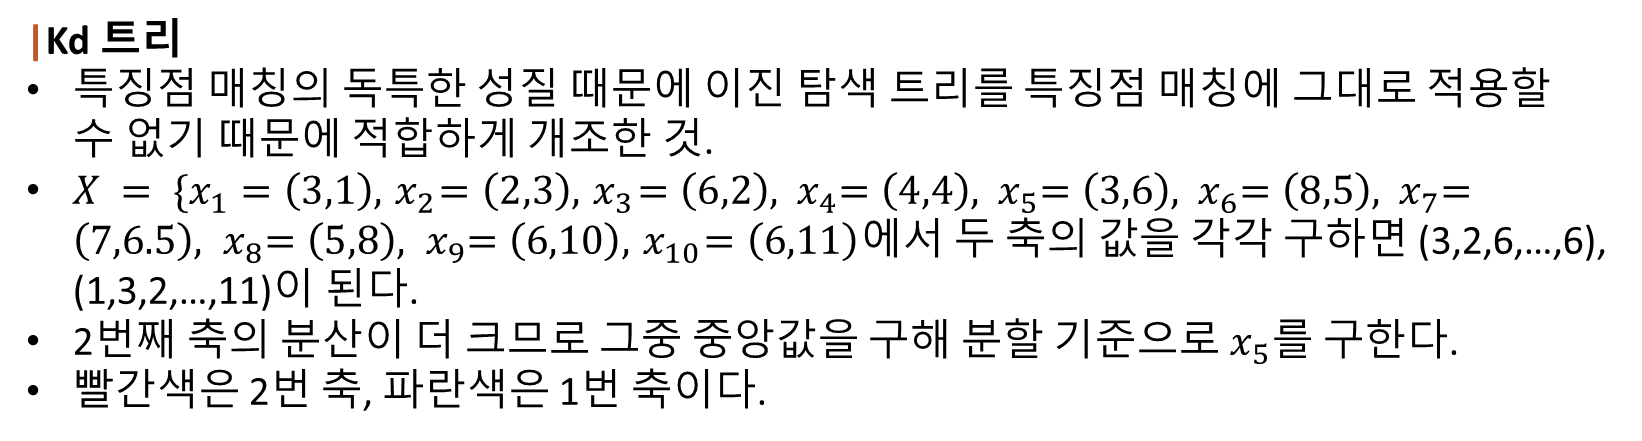 Kd 트리
• 특징점 매칭의 독특한 성질 때문에 이진 탐색 트리를 특징점 매칭에 그대로 적용할
수 없기 때문에 적합하게 개조한 것.
• X = {x₁ = (3,1), x₂= (2,3), x₃= (6,2), x₄= (4,4), x₅= (3,6), x₆= (8,5), x₇=
(7,6.5), x₈= (5,8), x₉= (6,10), x₁₀= (6,11)에서 두 축의 값을 각각 구하면 (3,2,6,…,6),
(1,3,2,…,11)이 된다.
• 2번째 축의 분산이 더 크므로 그중 중앙값을 구해 분할 기준으로 x₅를 구한다.
• 빨간색은 2번 축, 파란색은 1번 축이다.